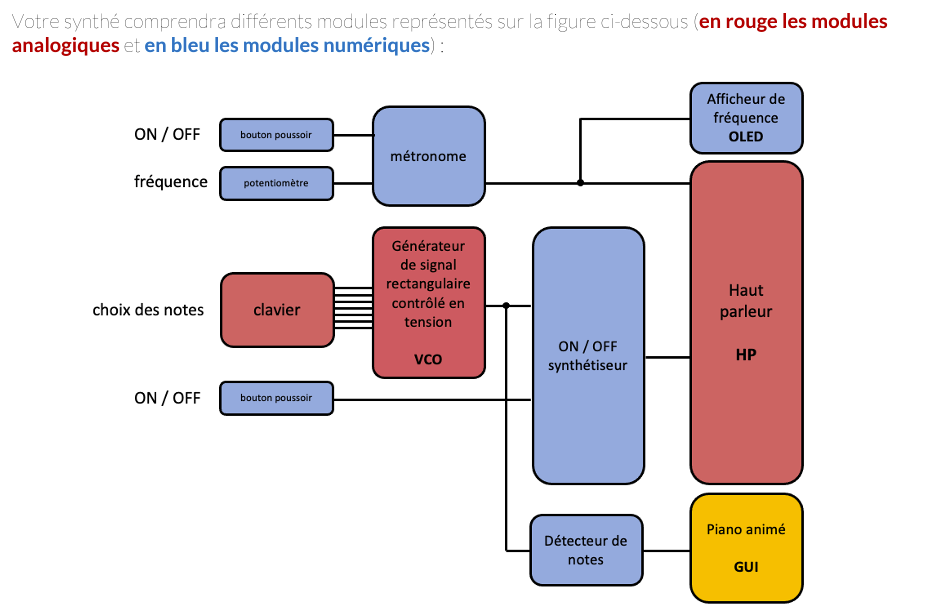 Votre synthé comprendra différents modules représentés sur la figure ci-dessous (en rouge les modules
analogiques et en bleu les modules numériques) :
Afficheur de
fréquence
OLED
ON / OFF
bouton poussoir
métronome
fréquence
potentiomètre
Générateur
de signal
rectangulaire
contrôlé en
tension
VCO
choix des notes
clavier
ON / OFF
synthétiseur
Haut
parleur
HP
ON / OFF
bouton poussoir
Détecteur de
notes
Piano animé
GUI